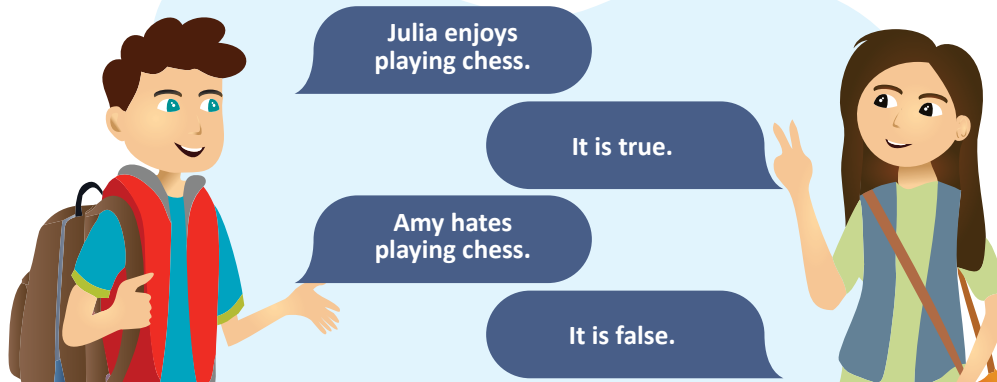 Julia enjoys
playing chess.
It is true.
Amy hates
playing chess.
It is false.